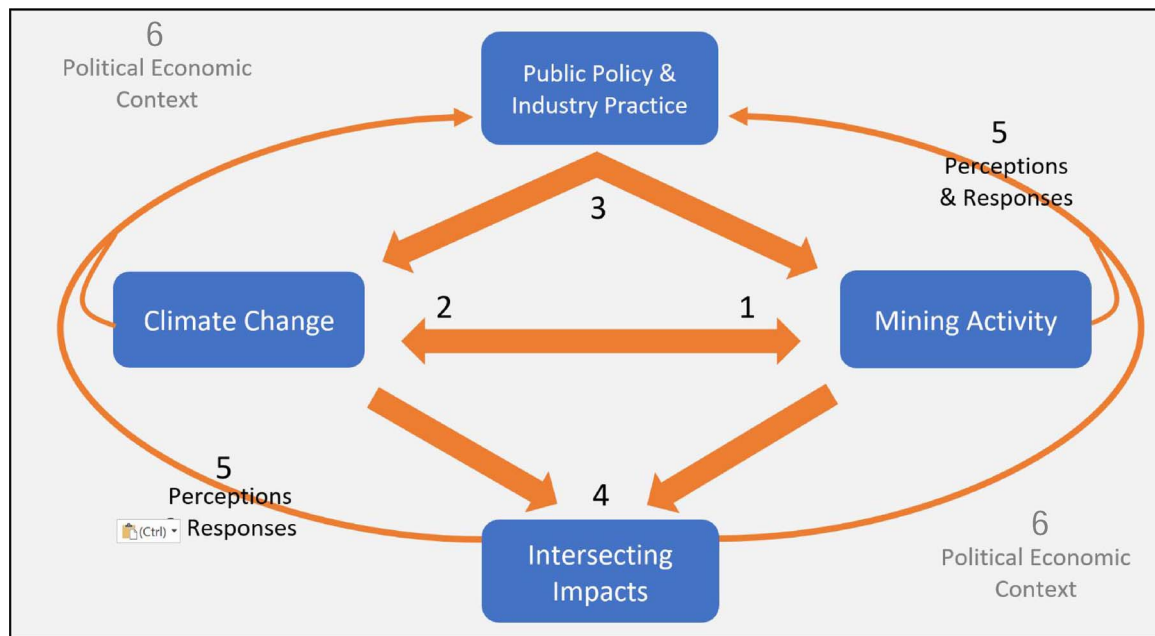 6
Political Economic
Context
Public Policy &
Industry Practice
5
Perceptions
& Responses
3
Climate Change
2
1
Mining Activity
5
Perceptions
Responses
(Ctrl)
4
Intersecting
Impacts
6
Political Economic
Context